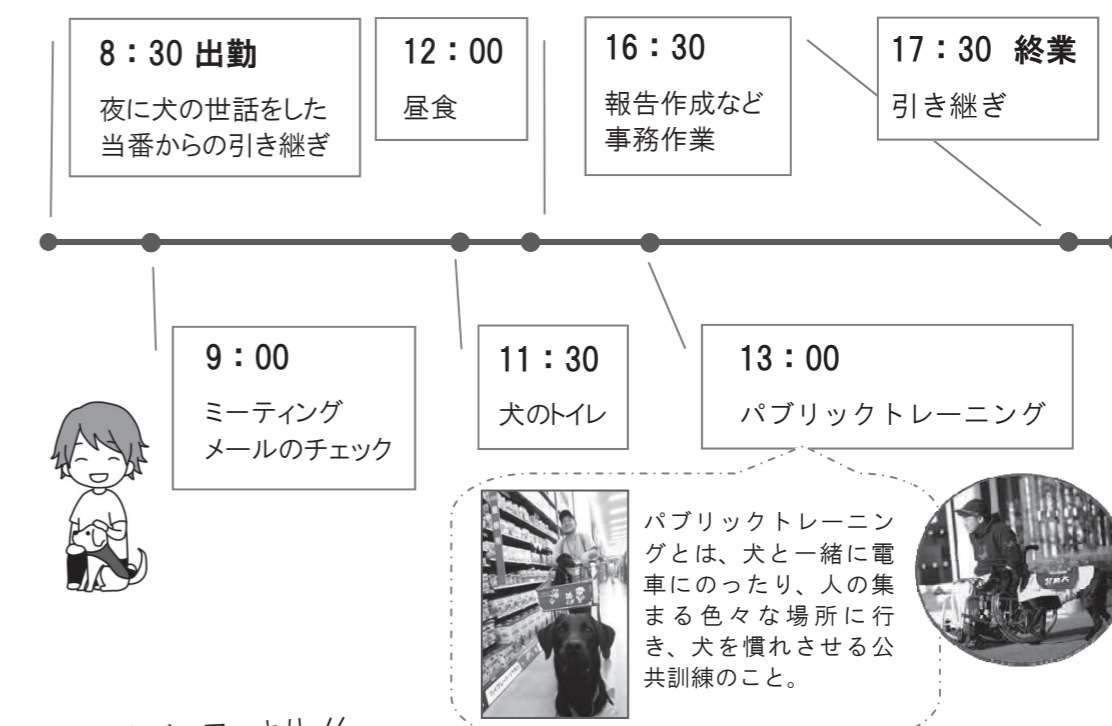 8：30 出勤
夜に犬の世話をした
当番からの引き継ぎ
12：00
昼食
16：30
報告作成など
事務作業
17：30 終業
引き継ぎ
9：00
ミーティング
メールのチェック
11：30
犬のトイレ
13：00
パブリックトレーニング
パブリックトレーニン
グとは、犬と一緒に電
車にのったり、人の集
まる色々な場所に行
き、犬を慣れさせる公
共訓練のこと。